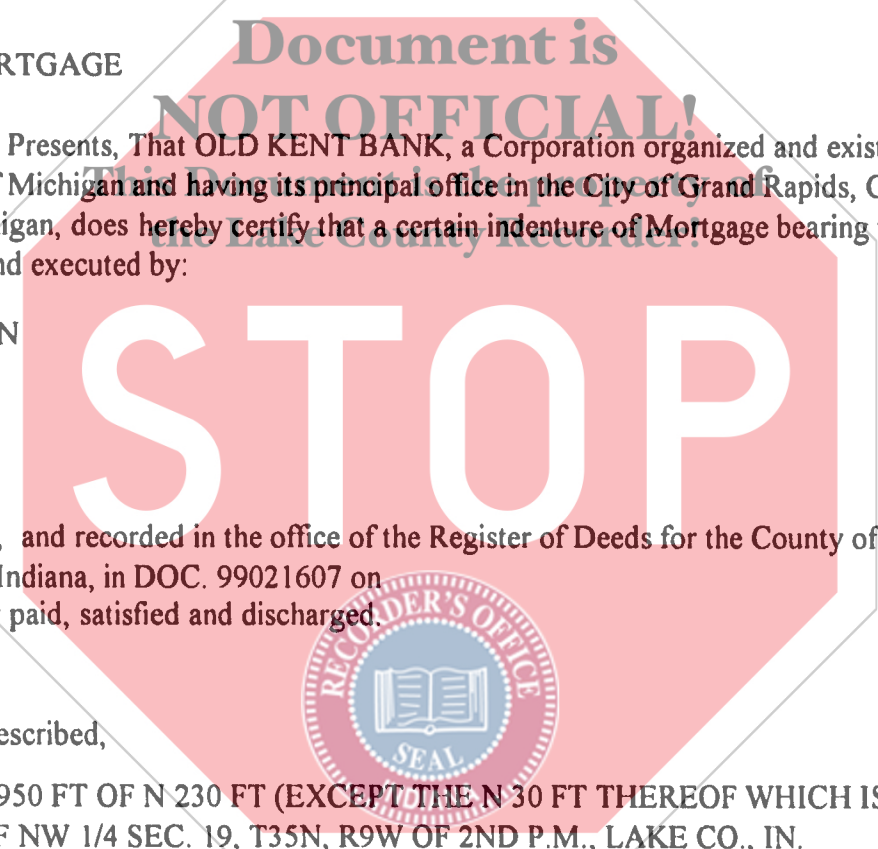 Document is
RTGAGE
NOT OFFICIAL!
Presents, That OLD KENT BANK, a Corporation organized and exist
This Document is the property of
f Michigan and having its principal office in the City of Grand Rapids, C
the Lake County Recorder!
igan, does hereby certify that a certain indenture of Mortgage bearing
nd executed by:
N
STOP
, and recorded in the office of the Register of Deeds for the County of
Indiana, in DOC. 99021607 on
paid, satisfied and discharged.
RECORDER'S OFFICE
SEAL
INDIANA
escribed,
950 FT OF N 230 FT (EXCEPT THE N 30 FT THEREOF WHICH IS
F NW 1/4 SEC. 19, T35N, R9W OF 2ND P.M., LAKE CO., IN.